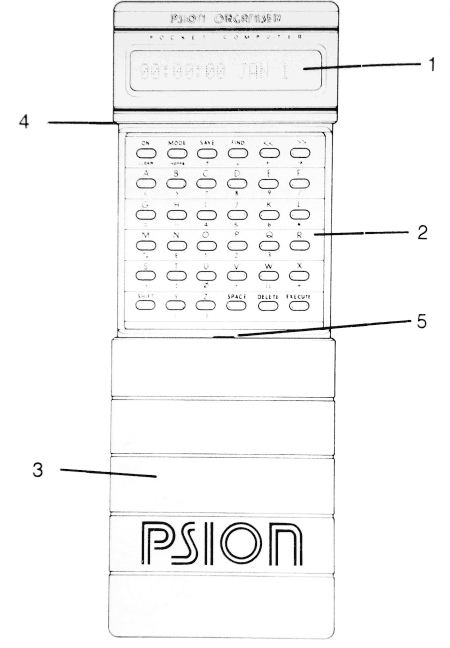 PSION ORGANISER
POCKET COMPUTER
00:00:00 JAN 1
1
4
ON MODE SAVE FIND
A B C D E F
G H I J K L
M N O P Q R
2
S T U V W X
SHIFT Y Z SPACE DELETE EXECUTE
5
3
PSION